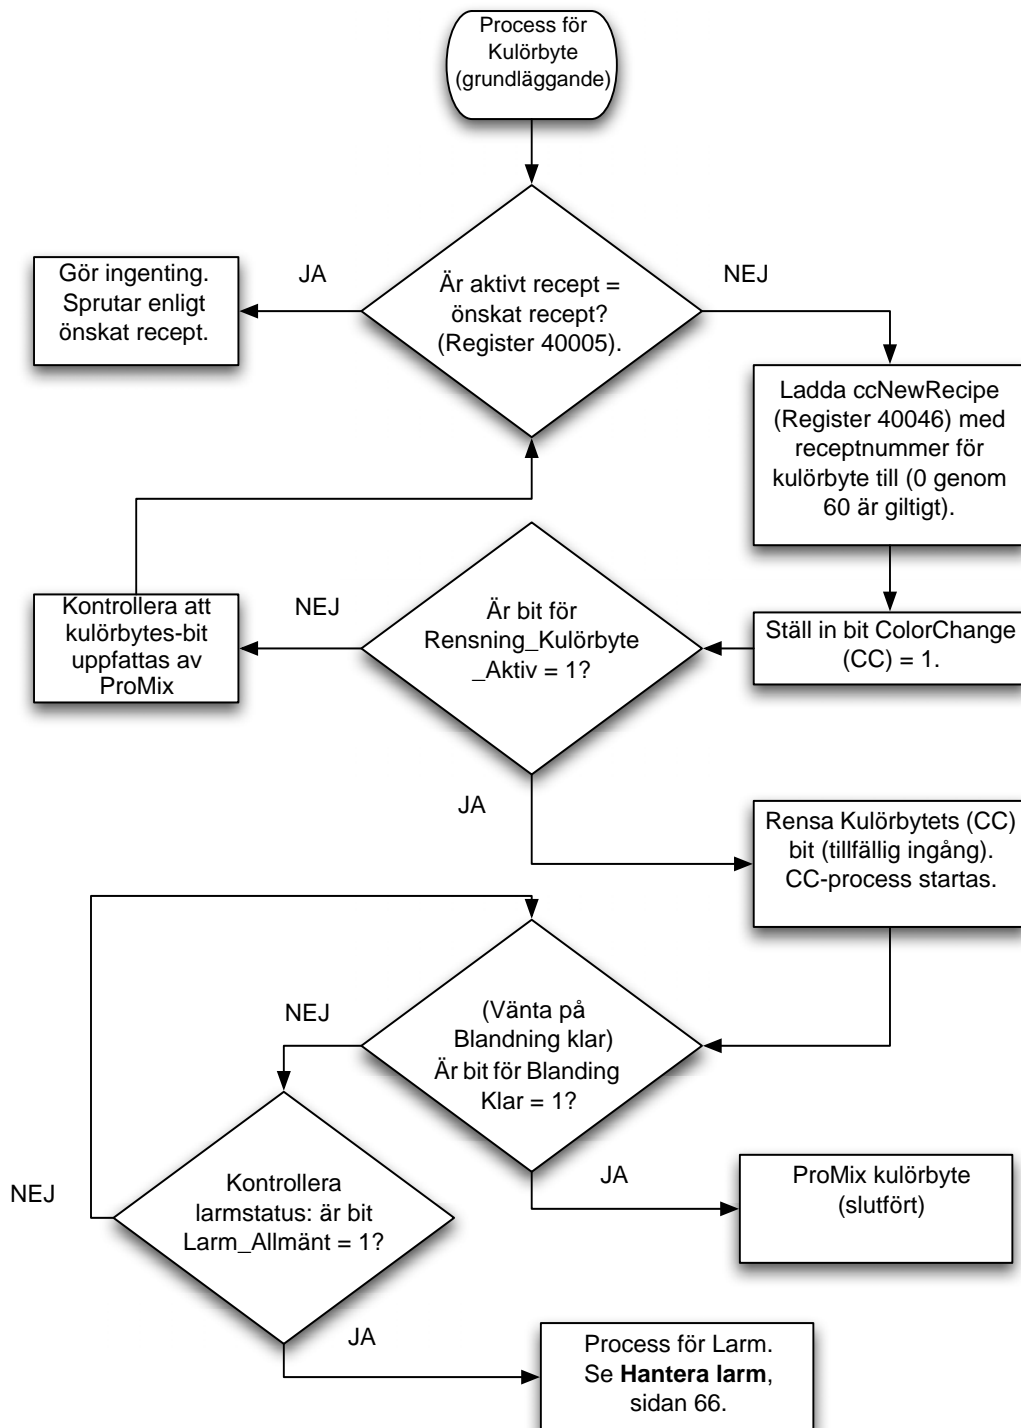 Process för
Kulörbyte
(grundläggande)
Är aktivt recept =
önskat recept?
(Register 40005).
JA
NEJ
Gör ingenting.
Sprutar enligt
önskat recept.
Ladda ccNewRecipe
(Register 40046) med
receptnummer för
kulörbyte till (0 genom
60 är giltigt).
Ställ in bit ColorChange
(CC) = 1.
Är bit för
Rensning_Kulörbyte
_Aktiv = 1?
NEJ
Kontrollera att
kulörbytes-bit
uppfattas av
ProMix
JA
Rensa Kulörbytets (CC)
bit (tillfällig ingång).
CC-process startas.
(Vänta på
Blandning klar)
Är bit för Blanding
Klar = 1?
NEJ
JA
ProMix kulörbyte
(slutfört)
Kontrollera
larmstatus: är bit
Larm_Allmänt = 1?
NEJ
JA
Process för Larm.
Se Hantera larm,
sidan 66.